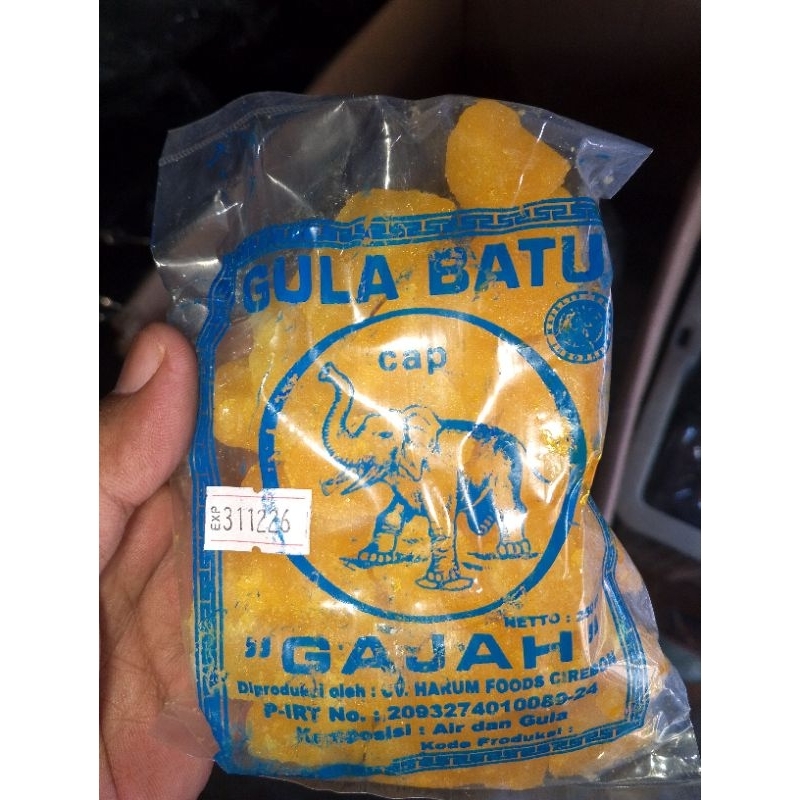 GULA BATU
cap
EXP 311226
NETTO :
"GAJAH"
Diproduksi oleh : CV. HARUM FOODS CIREBON
P-IRT No. : 2093274010089-24
Komposisi : Air dan Gula
Kode Produksi :